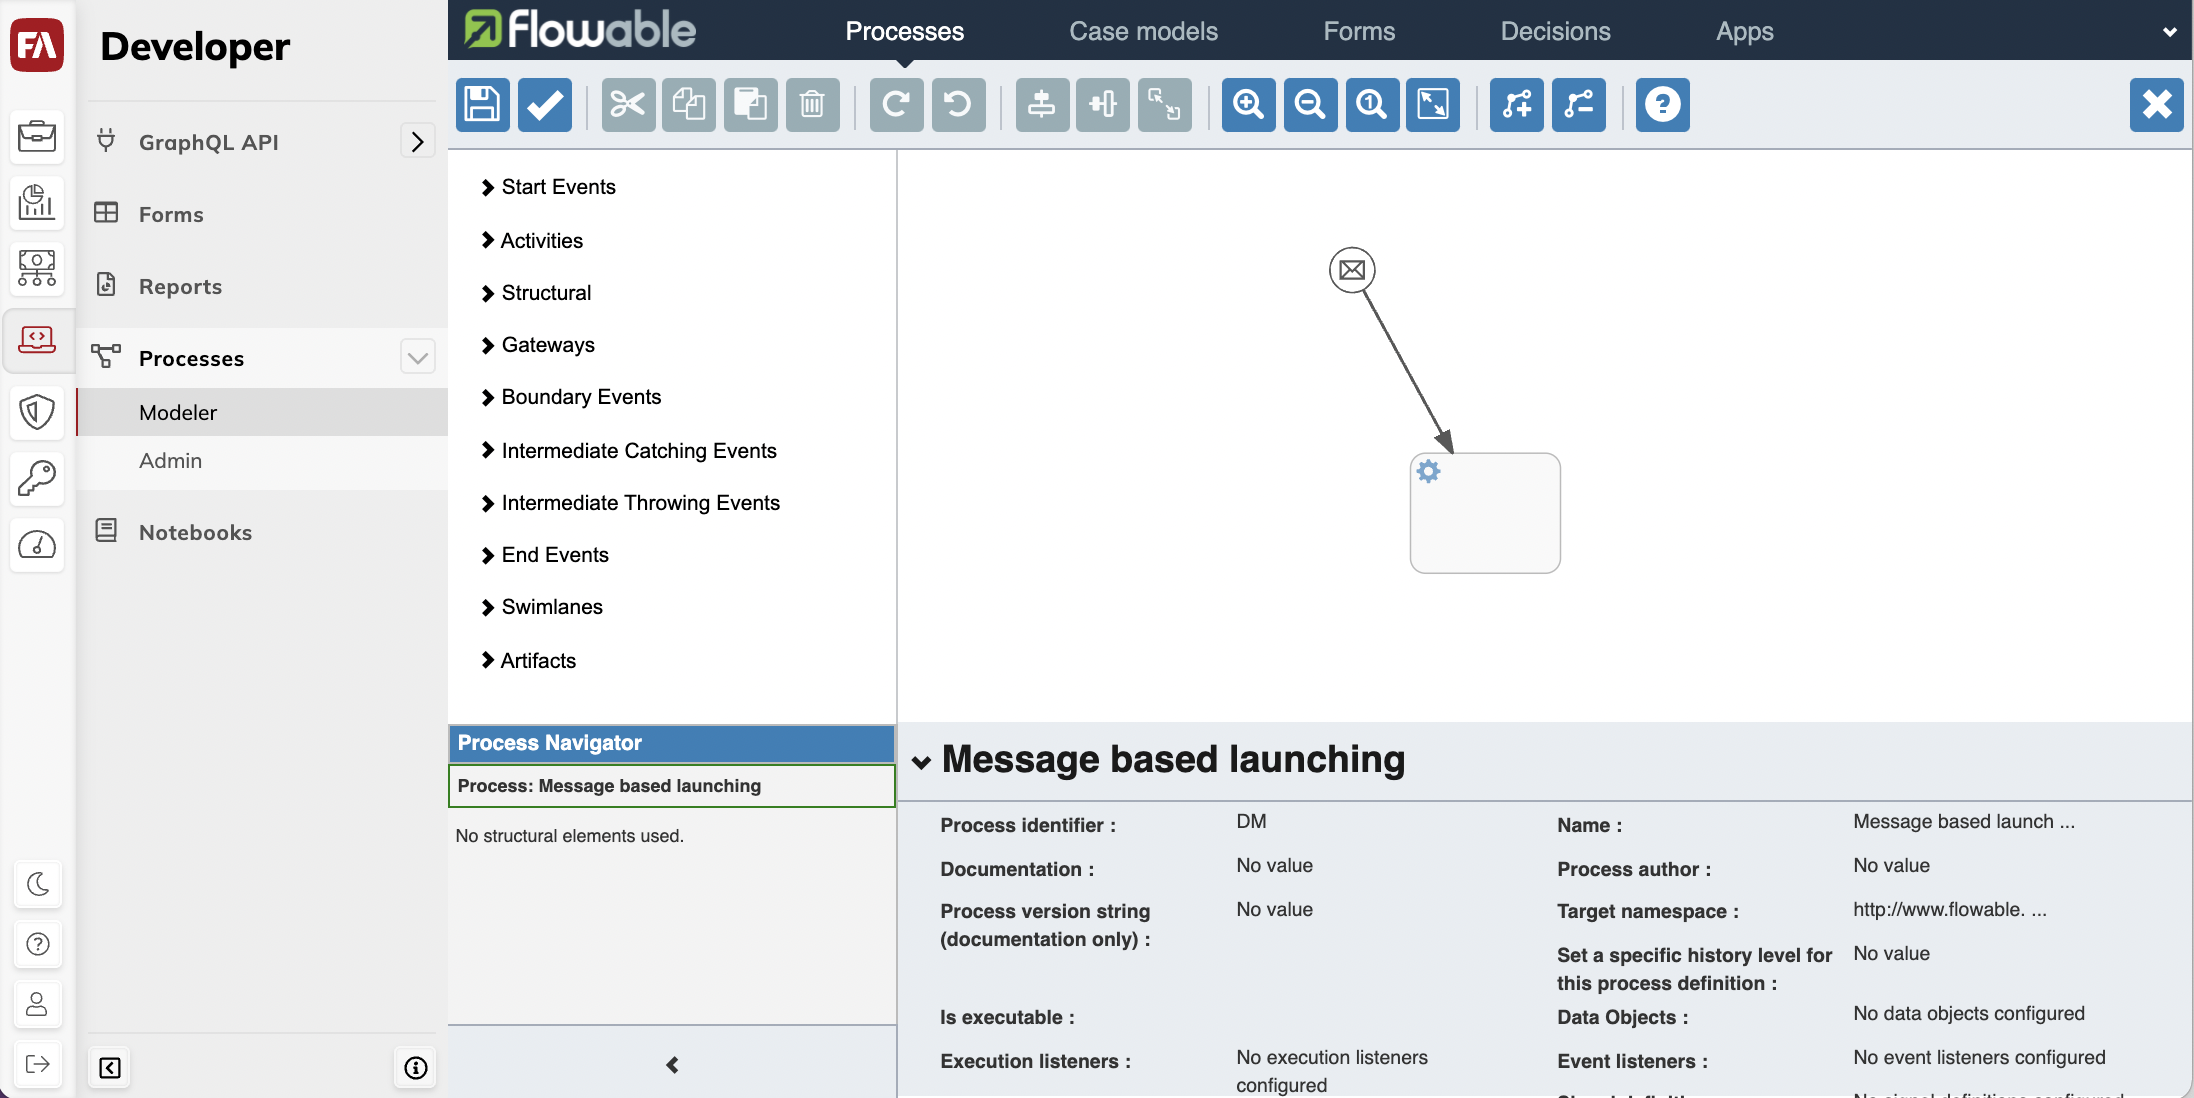 FA
Developer
GraphQL API
Forms
Reports
Processes
Modeler
Admin
Notebooks
flowable
Processes
Case models
Forms
Decisions
Apps
1
?
Start Events
Activities
Structural
Gateways
Boundary Events
Intermediate Catching Events
Intermediate Throwing Events
End Events
Swimlanes
Artifacts
Process Navigator
Process: Message based launching
No structural elements used.
Message based launching
Process identifier : DM
Name : Message based launch ...
Documentation : No value
Process author : No value
Process version string No value
(documentation only) :
Target namespace : http://www.flowable. ...
Set a specific history level for No value
this process definition :
Is executable :
Data Objects : No data objects configured
Execution listeners : No execution listeners
configured
Event listeners : No event listeners configured